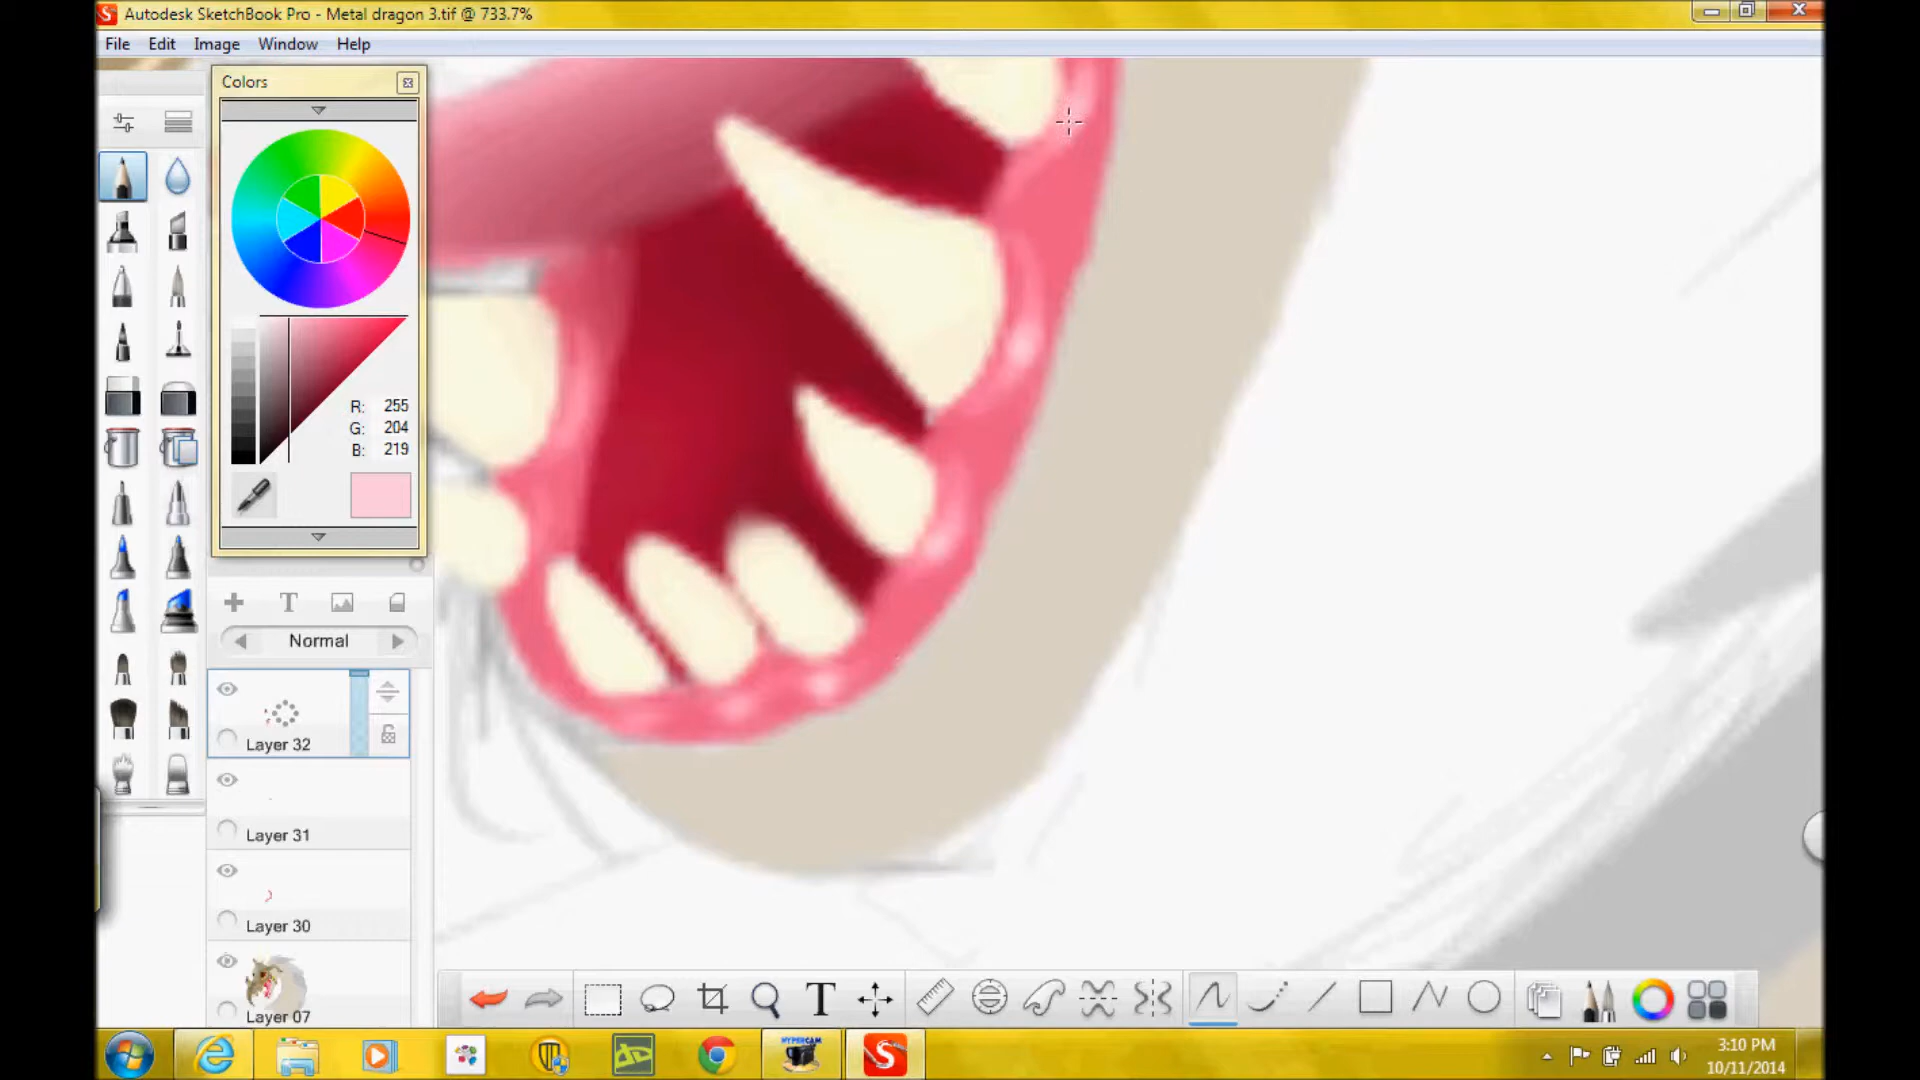 Autodesk SketchBook Pro - Metal dragon 3.tif @ 733.7%
File Edit Image Window Help
Colors
R: 255
G: 204
B: 219
T
Normal
Layer 32
Layer 31
Layer 30
Layer 07
T
HYPERCAM
3:10 PM
10/11/2014